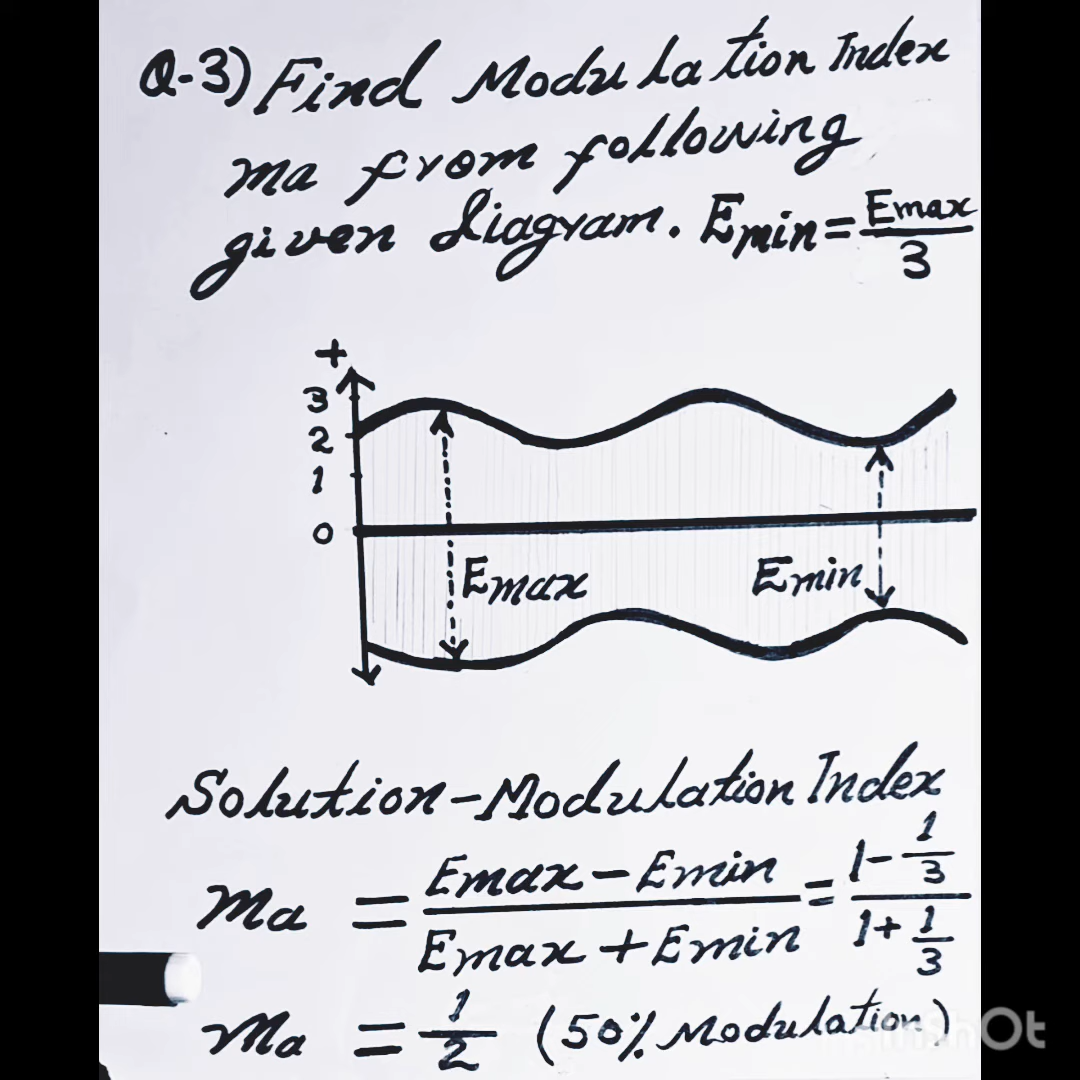 Q-3) Find Modulation Index
ma from following
given diagram. Emin = Emax/3
+
3
2
1
0
Emax
Emin
Solution - Modulation Index
ma = (Emax - Emin)/(Emax + Emin) = (1 - 1/3)/(1 + 1/3)
ma = 1/2 (50% Modulation)
InShOt